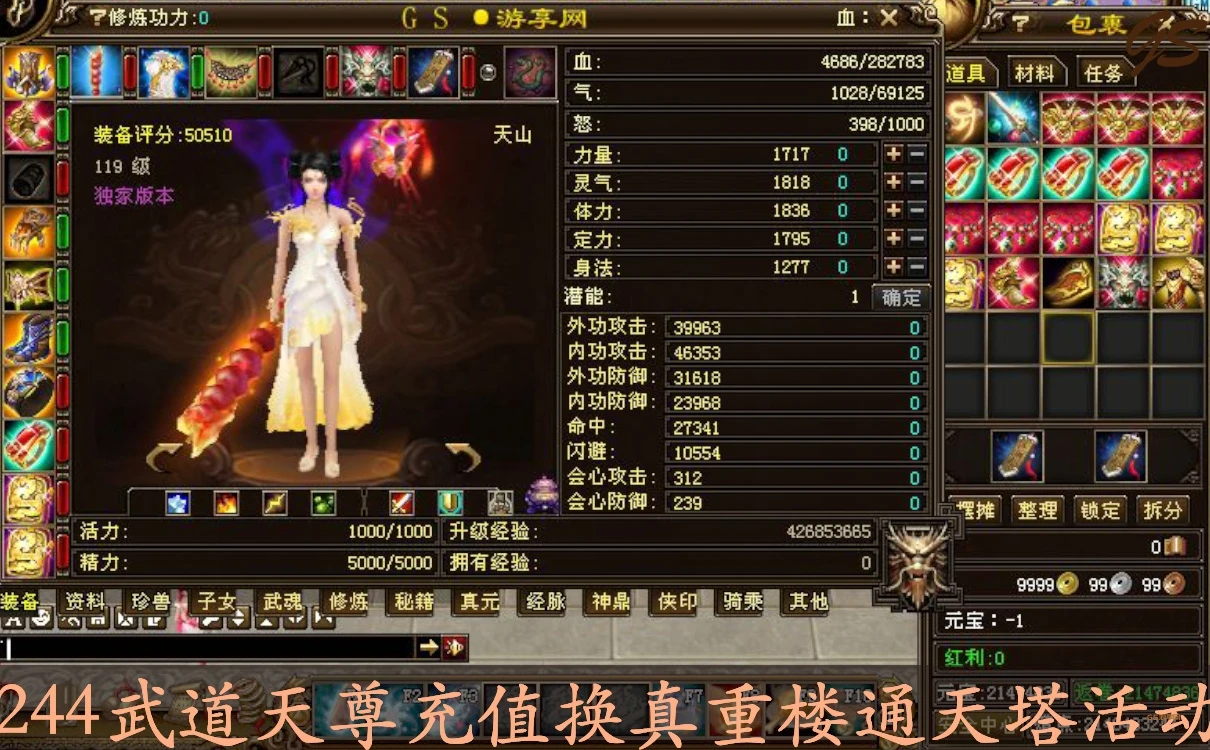 ?修炼功力:0
G S ●游享网
血:
?
包裹
GS
道具 材料 任务
装备评分:50510
天山
119 级
独家版本
血: 4686/282783
气: 1028/69125
怒: 398/1000
力量: 1717 0 + -
灵气: 1818 0 + -
体力: 1836 0 + -
定力: 1795 0 + -
身法: 1277 0 + -
潜能: 1 确定
外功攻击: 39963 0
内功攻击: 46353 0
外功防御: 31618 0
内功防御: 23968 0
命中: 27341 0
闪避: 10554 0
会心攻击: 312 0
会心防御: 239 0
活力: 1000/1000 升级经验: 426853665
精力: 5000/5000 拥有经验: 0
摆摊 整理 锁定 拆分
0
9999 99 99
元宝:-1
红利:0
装备 资料 珍兽 子女 武魂 修炼 秘籍 真元 经脉 神鼎 侠印 骑乘 其他
F2 F3 F7
244武道天尊充值换真重楼通天塔活动